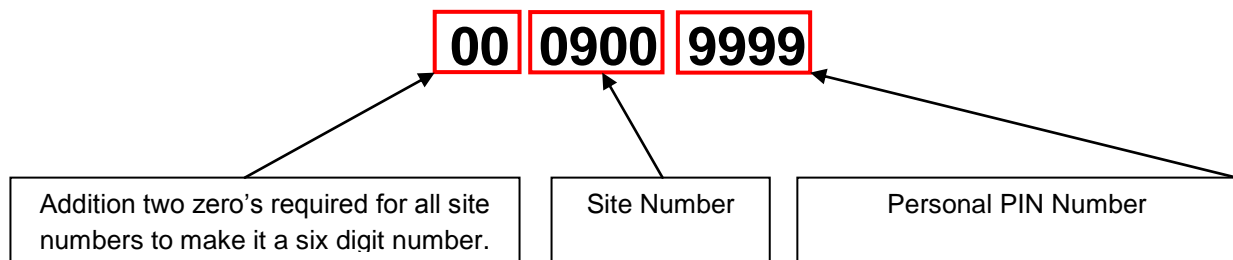 00 0900 9999
Addition two zero’s required for all site
numbers to make it a six digit number.
Site Number
Personal PIN Number